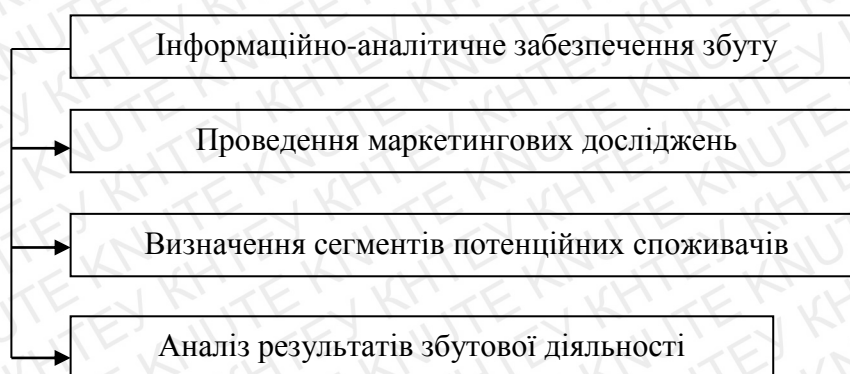 Інформаційно-аналітичне забезпечення збуту
Проведення маркетингових досліджень
Визначення сегментів потенційних споживачів
Аналіз результатів збутової діяльності